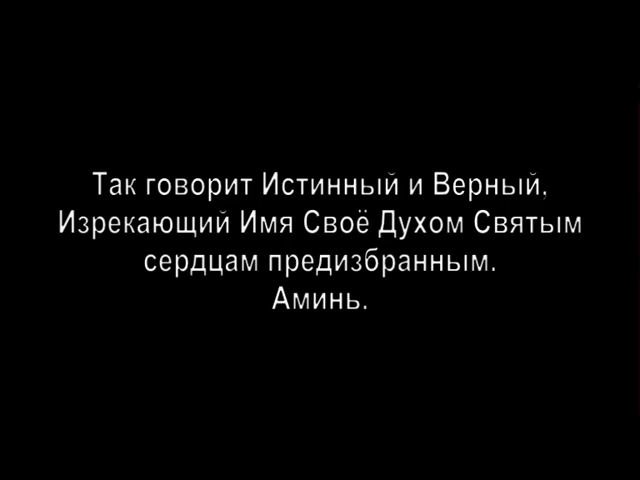 Так говорит Истинный и Верный,
Изрекающий Имя Своё Духом Святым
сердцам предизбранным.
Аминь.